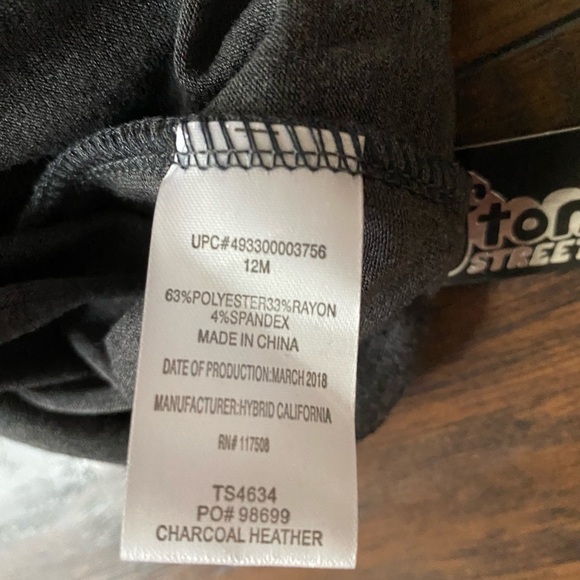 UPC#493300003756
12M
63%POLYESTER33%RAYON
4%SPANDEX
MADE IN CHINA
DATE OF PRODUCTION:MARCH 2018
MANUFACTURER:HYBRID CALIFORNIA
RN# 117508
TS4634
PO# 98699
CHARCOAL HEATHER
STREET